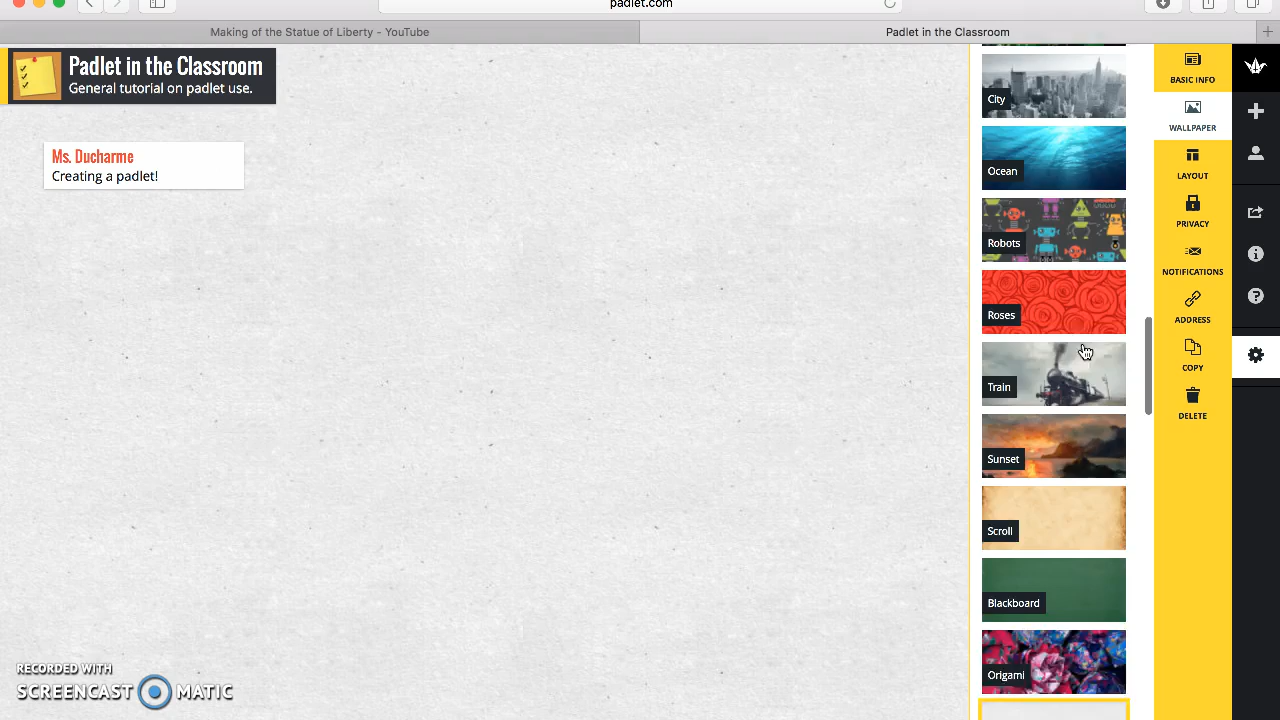 padlet.com
Making of the Statue of Liberty - YouTube
Padlet in the Classroom
Padlet in the Classroom
General tutorial on padlet use.
Ms. Ducharme
Creating a padlet!
City
Ocean
Robots
Roses
Train
Sunset
Scroll
Blackboard
Origami
BASIC INFO
WALLPAPER
LAYOUT
PRIVACY
NOTIFICATIONS
ADDRESS
COPY
DELETE
RECORDED WITH
SCREENCAST MATIC